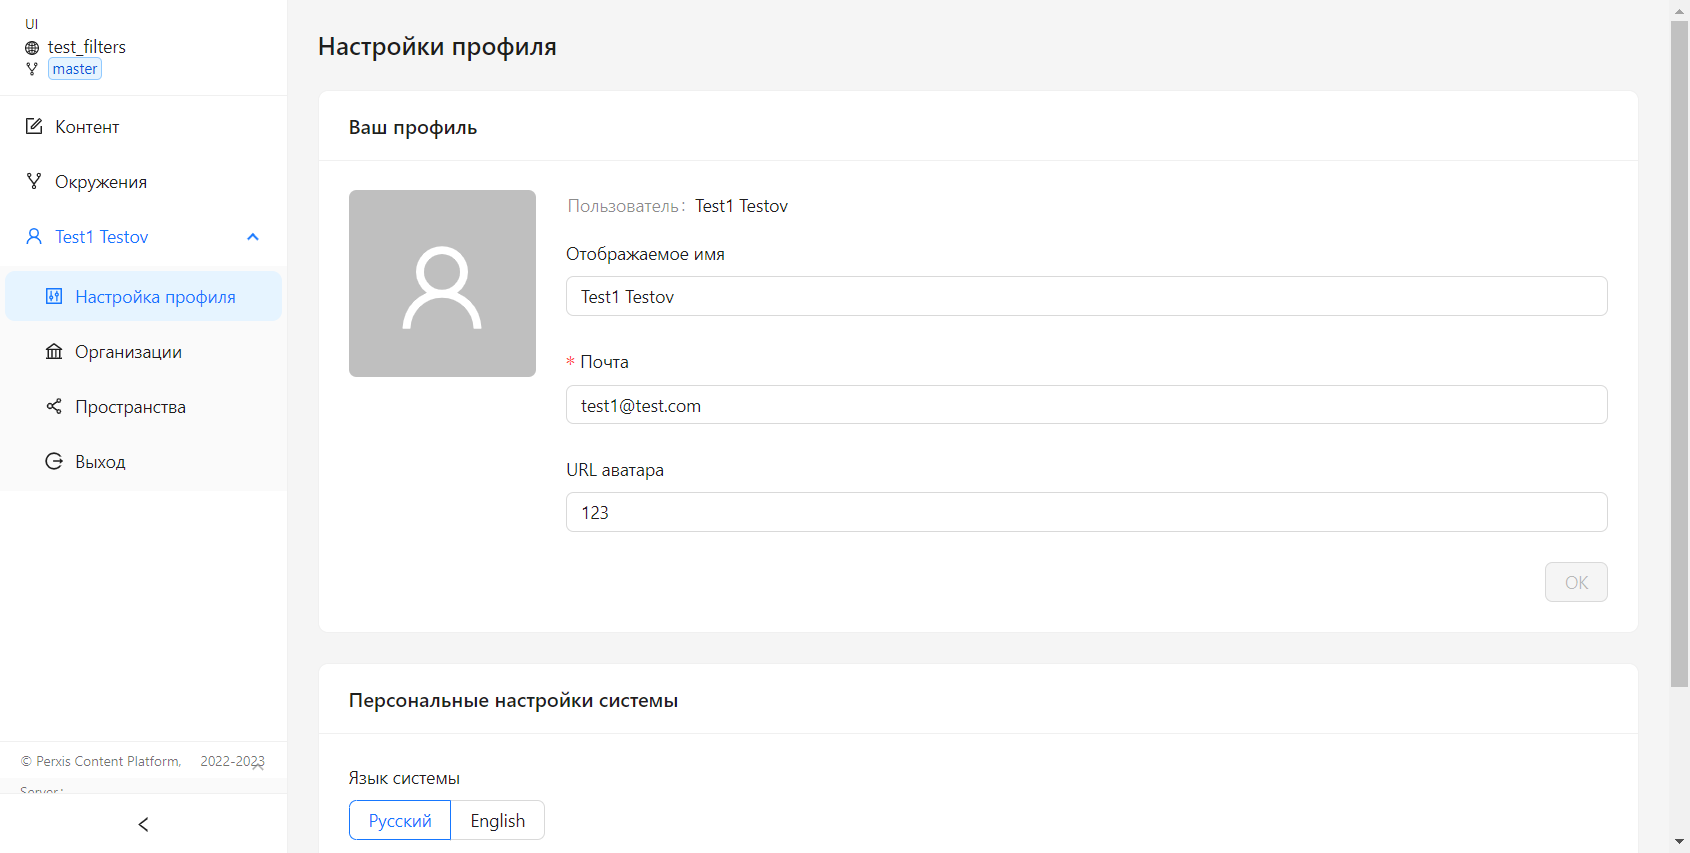 UI
test_filters
master
Контент
Окружения
Test1 Testov
Настройка профиля
Организации
Пространства
Выход
© Perxis Content Platform, 2022-2023
Server:
Настройки профиля
Ваш профиль
Пользователь: Test1 Testov
Отображаемое имя
Test1 Testov
* Почта
test1@test.com
URL аватара
123
OK
Персональные настройки системы
Язык системы
Русский English